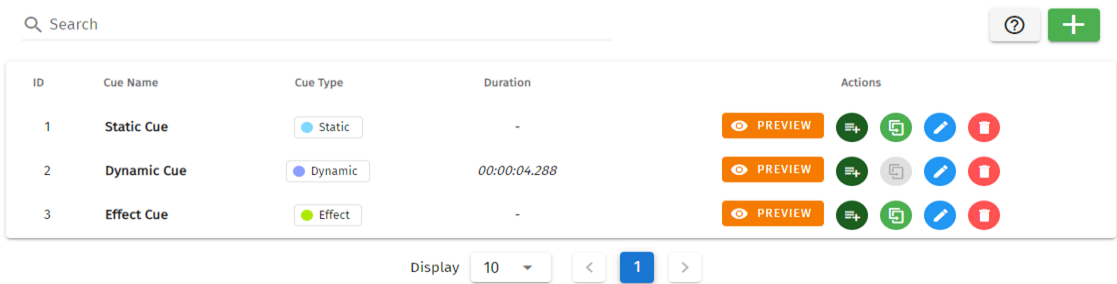 Search
ID Cue Name Cue Type Duration Actions
1 Static Cue Static - PREVIEW
2 Dynamic Cue Dynamic 00:00:04.288 PREVIEW
3 Effect Cue Effect - PREVIEW
Display 10 < 1 >